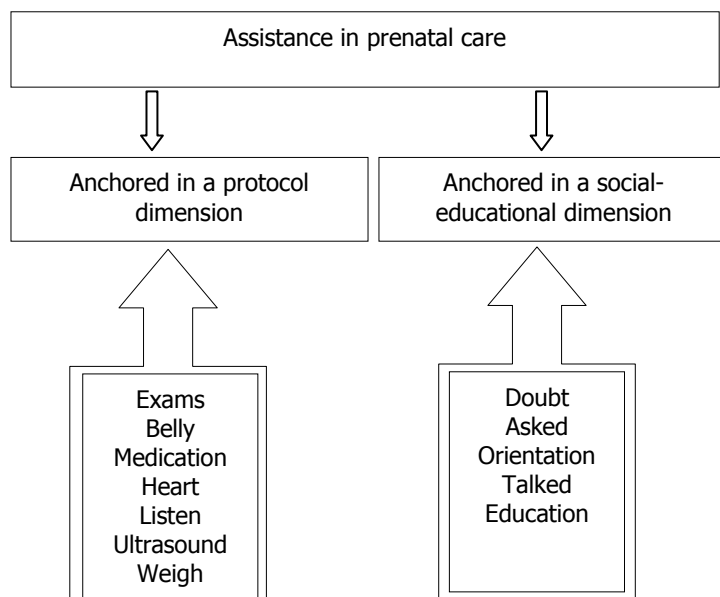 Assistance in prenatal care
Anchored in a protocol
dimension
Anchored in a social-
educational dimension
Exams
Belly
Medication
Heart
Listen
Ultrasound
Weigh
Doubt
Asked
Orientation
Talked
Education